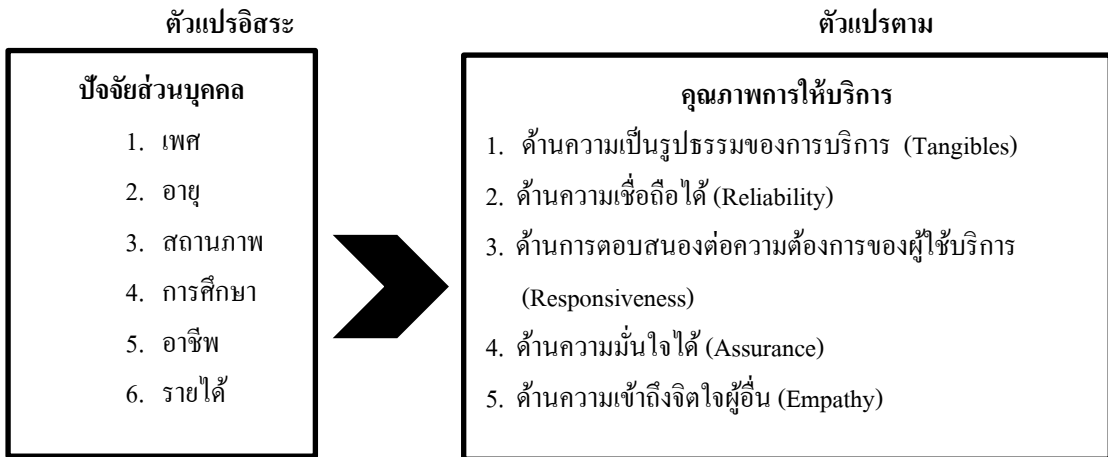 ตัวแปรอิสระ
ปัจจัยส่วนบุคคล
1. เพศ
2. อายุ
3. สถานภาพ
4. การศึกษา
5. อาชีพ
6. รายได้
ตัวแปรตาม
คุณภาพการให้บริการ
1. ด้านความเป็นรูปธรรมของการบริการ (Tangibles)
2. ด้านความเชื่อถือได้ (Reliability)
3. ด้านการตอบสนองต่อความต้องการของผู้ใช้บริการ
(Responsiveness)
4. ด้านความมั่นใจได้ (Assurance)
5. ด้านความเข้าถึงจิตใจผู้อื่น (Empathy)